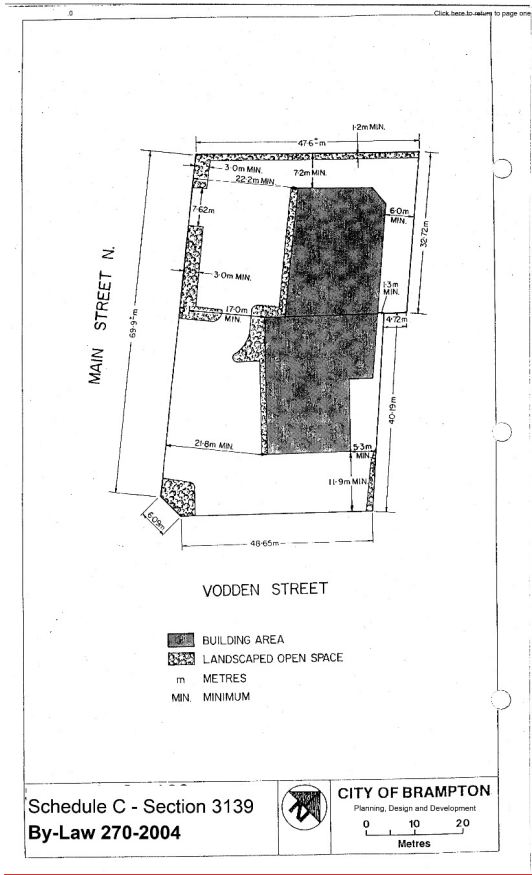 Click here to return to page one
1·2m MIN.
47·6±m
3·0m MIN.
7·2m MIN.
22·2m MIN.
7·62m
6·0m
MIN.
32·72m
MAIN STREET N.
69·9±m
3·0m MIN.
1·3m
MIN.
17·0m
MIN.
4·72m
40·19m
21·8m MIN.
5·3m
MIN.
11·9m MIN.
6·09m
48·65m
VODDEN STREET
BUILDING AREA
LANDSCAPED OPEN SPACE
m METRES
MIN. MINIMUM
Schedule C - Section 3139
By-Law 270-2004
CITY OF BRAMPTON
Planning, Design and Development
0 10 20
Metres